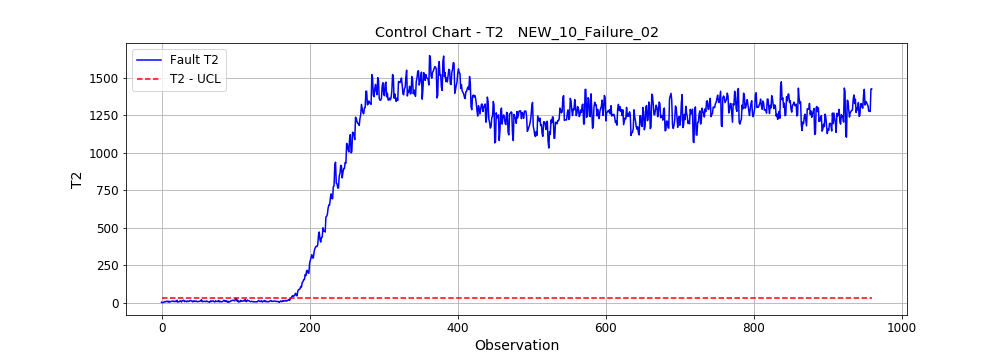 Control Chart - T2   NEW_10_Failure_02
Fault T2
T2 - UCL
1500
1250
1000
750
500
250
0
T2
0 200 400 600 800 1000
Observation